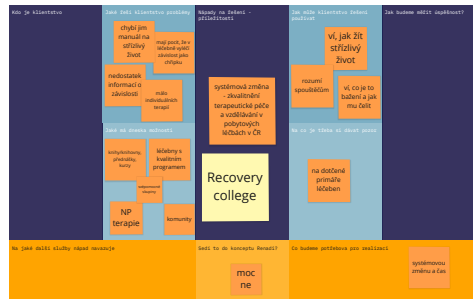 Kdo je klientstvo
Jaké řeší klientstvo problémy
Nápady na řešení -
příležitosti
Jak může klientstvo řešení
používat
Jak budeme měřit úspěšnost?
chybí jim
manuál na
střízlivý
život
mají pocit, že v
léčebně vyléčí
závislost jako
chřipku
nedostatek
informací o
závislosti
málo
individuálních
terapií
systémová změna
- zkvalitnění
terapeutické péče
a vzdělávání v
pobytových
léčbách v ČR
Recovery
college
ví, jak žít
střízlivý
život
rozumí
spouštěčům
ví, co je to
bažení a jak
mu čelit
Jaké má dneska možnosti
přednášky,
kurzy
léčebny s
kvalitním
programem
NP
terapie
komunity
Na co je třeba si dávat pozor
na dotčené
primáře
léčeben
Na jaké další služby nápad navazuje
Sedí to do konceptu Renadi?
moc
ne
Co budeme potřebova pro realizaci
systémovou
změnu a čas